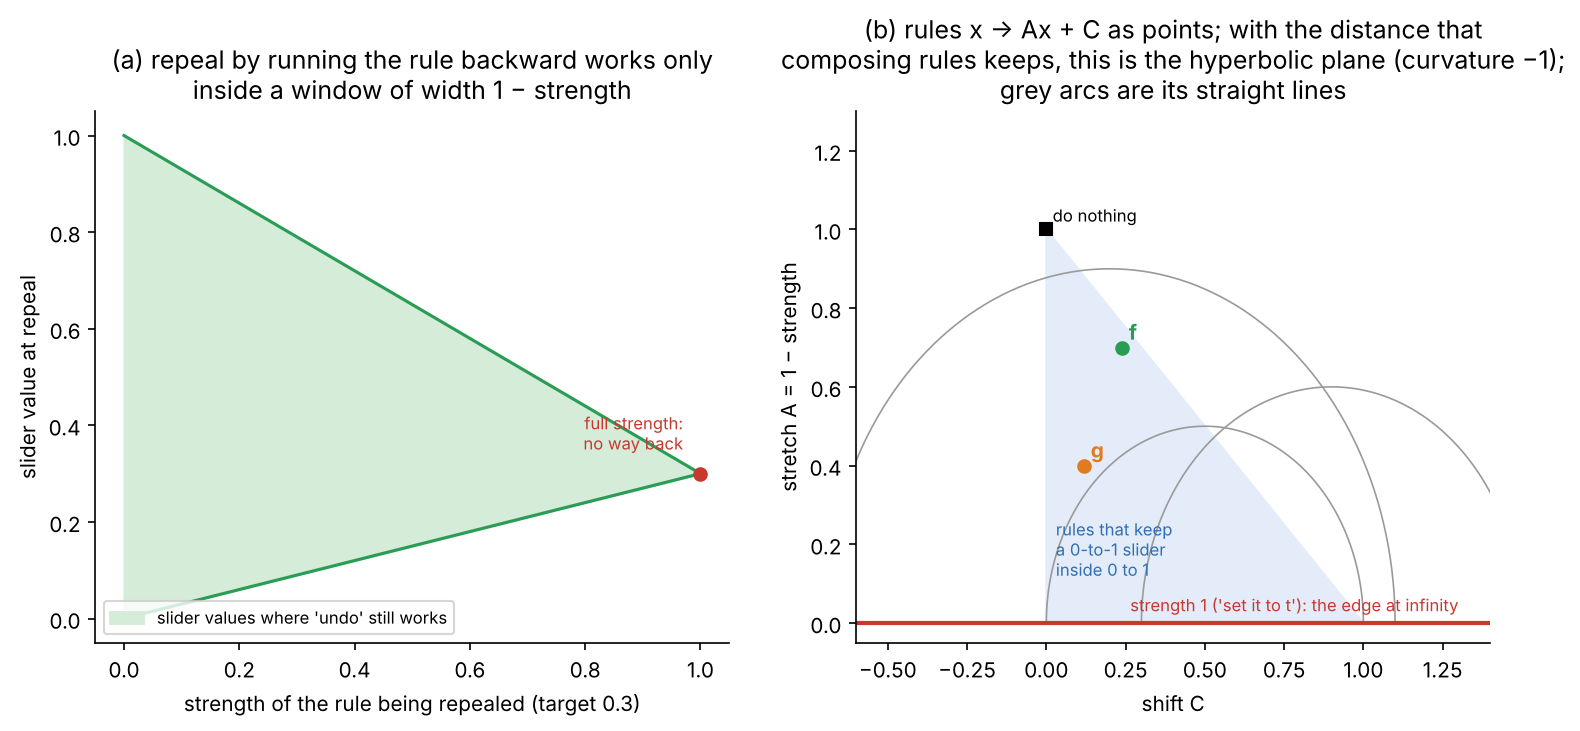 (a) repeal by running the rule backward works only
inside a window of width 1 − strength
1.0
0.8
0.6
0.4
0.2
0.0
slider value at repeal
full strength:
no way back
slider values where 'undo' still works
0.0
0.2
0.4
0.6
0.8
1.0
strength of the rule being repealed (target 0.3)
(b) rules x → Ax + C as points; with the distance that
composing rules keeps, this is the hyperbolic plane (curvature −1);
grey arcs are its straight lines
1.2
1.0
0.8
0.6
0.4
0.2
0.0
stretch A = 1 − strength
do nothing
f
g
rules that keep
a 0-to-1 slider
inside 0 to 1
strength 1 ('set it to t'): the edge at infinity
−0.50
−0.25
0.00
0.25
0.50
0.75
1.00
1.25
shift C